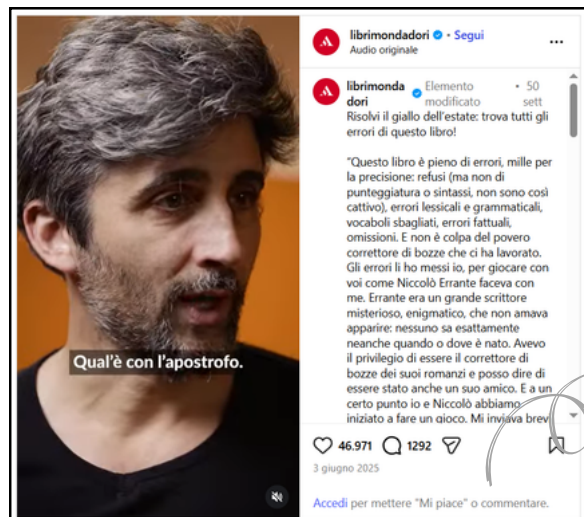 librimondadori • Segui
Audio originale
librimonda
dori Elemento modificato • 50 sett
Risolvi il giallo dell'estate: trova tutti gli
errori di questo libro!
"Questo libro è pieno di errori, mille per
la precisione: refusi (ma non di
punteggiatura o sintassi, non sono così
cattivo), errori lessicali e grammaticali,
vocaboli sbagliati, errori fattuali,
omissioni. E non è colpa del povero
correttore di bozze che ci ha lavorato.
Gli errori li ho messi io, per giocare con
voi come Niccolò Errante faceva con
me. Errante era un grande scrittore
misterioso, enigmatico, che non amava
apparire: nessuno sa esattamente
neanche quando o dove è nato. Avevo
il privilegio di essere il correttore di
bozze dei suoi romanzi e posso dire di
essere stato anche un suo amico. E a un
certo punto io e Niccolò abbiamo
iniziato a fare un gioco. Mi inviava brev
Qual'è con l'apostrofo.
46.971 1292
3 giugno 2025
Accedi per mettere "Mi piace" o commentare.